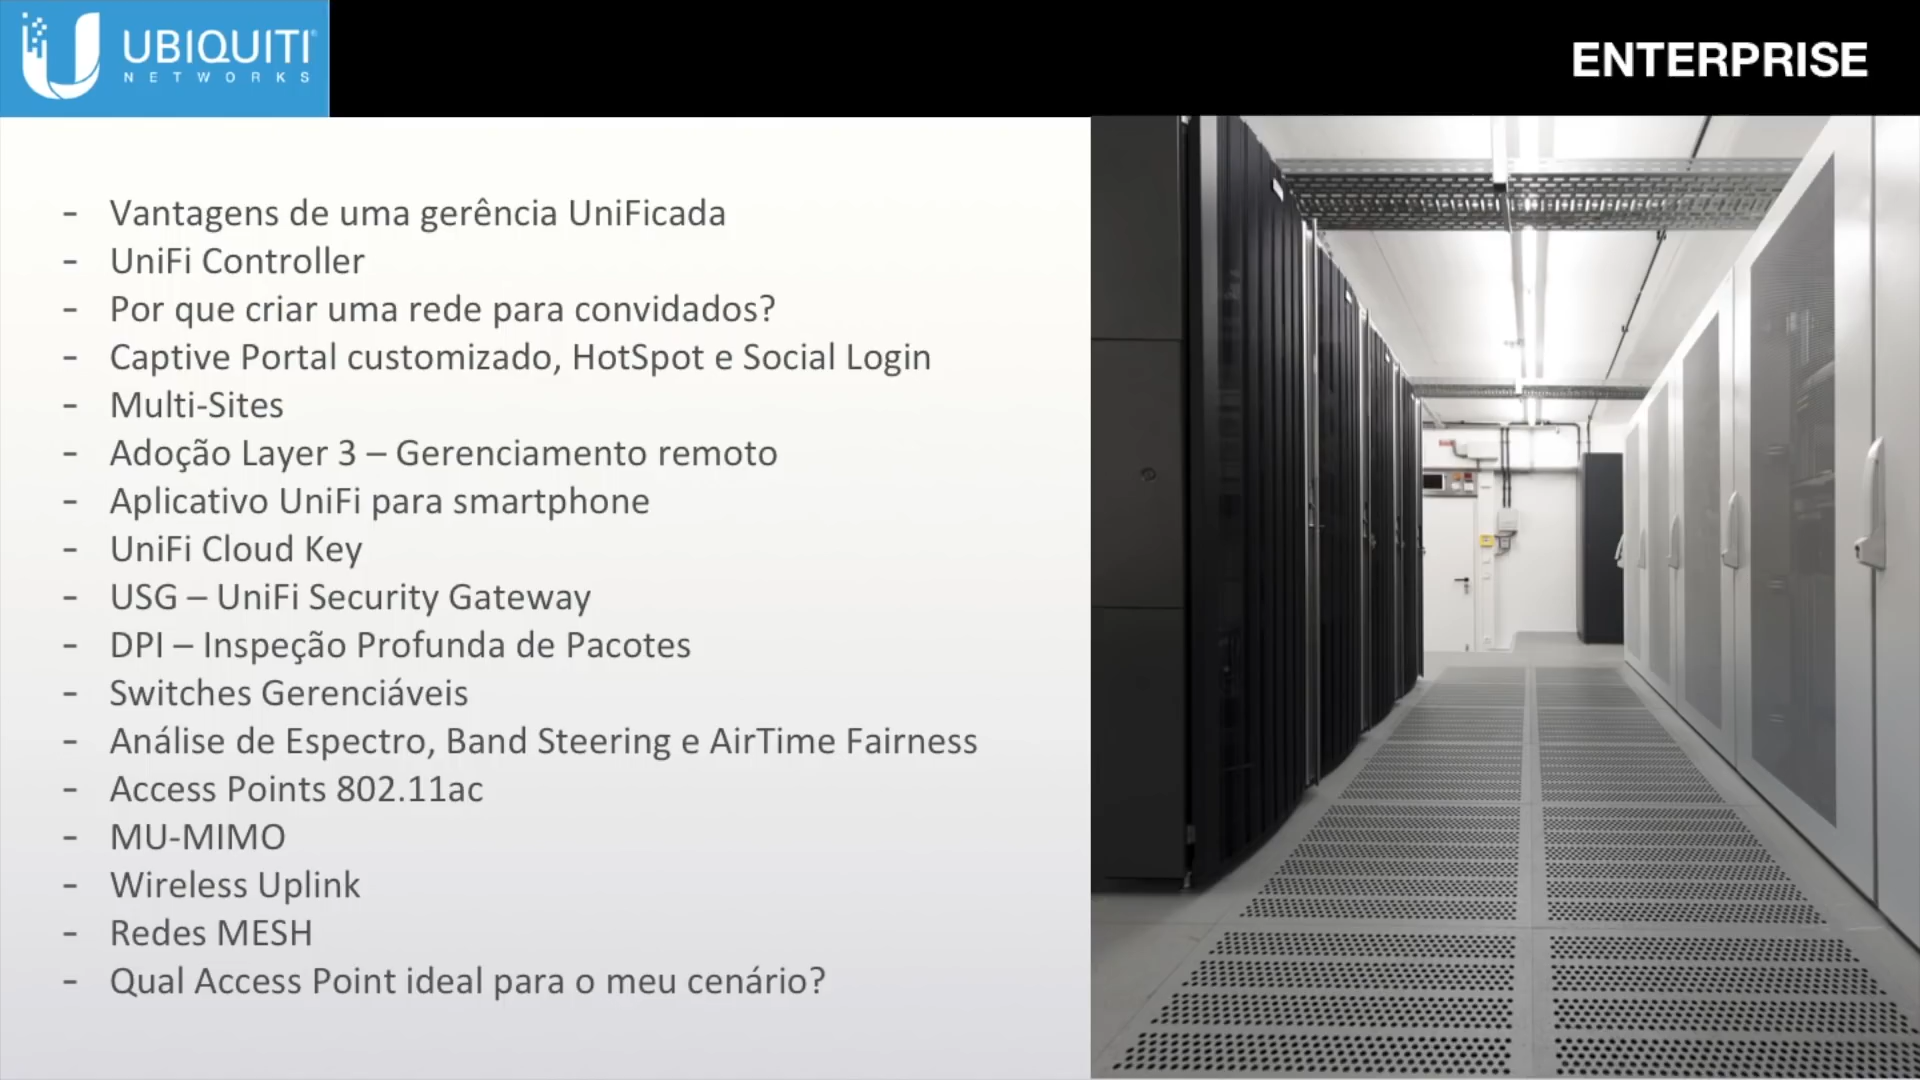 UBIQUITI
NETWORKS
ENTERPRISE
- Vantagens de uma gerência UniFicada
- UniFi Controller
- Por que criar uma rede para convidados?
- Captive Portal customizado, HotSpot e Social Login
- Multi-Sites
- Adoção Layer 3 – Gerenciamento remoto
- Aplicativo UniFi para smartphone
- UniFi Cloud Key
- USG – UniFi Security Gateway
- DPI – Inspeção Profunda de Pacotes
- Switches Gerenciáveis
- Análise de Espectro, Band Steering e AirTime Fairness
- Access Points 802.11ac
- MU-MIMO
- Wireless Uplink
- Redes MESH
- Qual Access Point ideal para o meu cenário?